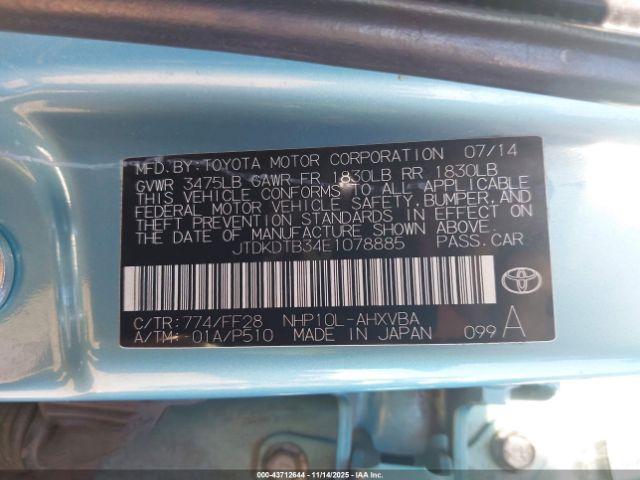 MFD. BY: TOYOTA MOTOR CORPORATION 07/14
GVWR 3475LB GAWR FR 1830LB RR 1830LB
THIS VEHICLE CONFORMS TO ALL APPLICABLE
FEDERAL MOTOR VEHICLE SAFETY, BUMPER, AND
THEFT PREVENTION STANDARDS IN EFFECT ON
THE DATE OF MANUFACTURE SHOWN ABOVE.
JTDKDTB34E1078885 PASS. CAR
C/TR: 774/FF28 NHP10L-AHXVBA
A/TM: -01A/P510 MADE IN JAPAN 099 A
© IAA 00-43712644 | 11/14/2025 - IAAI.COM